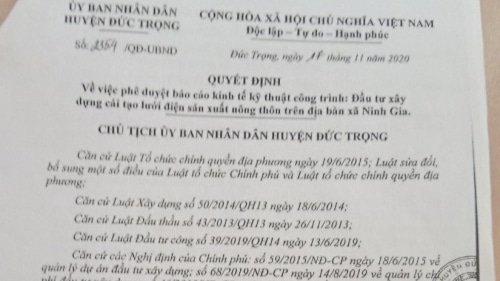 ỦY BAN NHÂN DÂN
HUYỆN ĐỨC TRỌNG
CỘNG HÒA XÃ HỘI CHỦ NGHĨA VIỆT NAM
Độc lập - Tự do - Hạnh phúc
Số: /QĐ-UBND
Đức Trọng, ngày tháng 11 năm 2020
QUYẾT ĐỊNH
Về việc phê duyệt báo cáo kinh tế kỹ thuật công trình: Đầu tư xây
dựng cải tạo lưới điện sản xuất nông thôn trên địa bàn xã Ninh Gia.
CHỦ TỊCH ỦY BAN NHÂN DÂN HUYỆN ĐỨC TRỌNG
Căn cứ Luật Tổ chức chính quyền địa phương ngày 19/6/2015; Luật sửa đổi,
bổ sung một số điều của Luật tổ chức Chính phủ và Luật tổ chức chính quyền địa
phương;
Căn cứ Luật Xây dựng số 50/2014/QH13 ngày 18/6/2014;
Căn cứ Luật Đấu thầu số 43/2013/QH13 ngày 26/11/2013;
Căn cứ Luật Đầu tư công số 39/2019/QH14 ngày 13/6/2019;
Căn cứ các Nghị định của Chính phủ: số 59/2015/NĐ-CP ngày 18/6/2015 về
quản lý dự án đầu tư xây dựng; số 68/2019/NĐ-CP ngày 14/8/2019 về quản lý chi